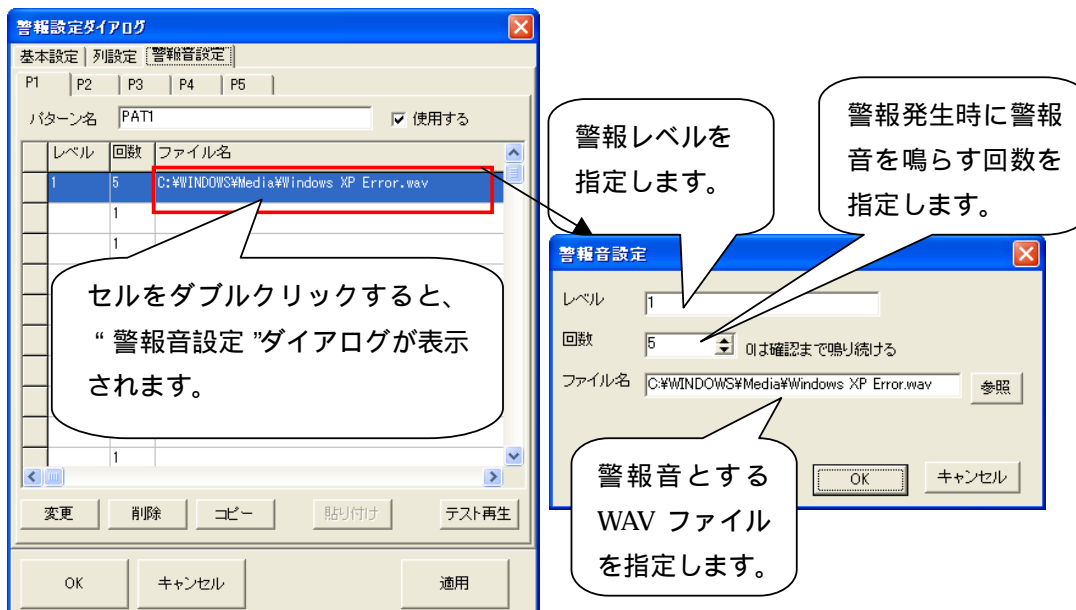 警報設定ダイアログ
基本設定 列設定 警報音設定
P1 P2 P3 P4 P5
パターン名 PAT1 使用する
レベル 回数 ファイル名
1 5 C:¥WINDOWS¥Media¥Windows XP Error.wav
1
1
セルをダブルクリックすると、
“警報音設定”ダイアログが表示
されます。
1
変更 削除 コピー 貼り付け テスト再生
OK キャンセル 適用
警報レベルを
指定します。
警報発生時に警報
音を鳴らす回数を
指定します。
警報音設定
レベル 1
回数 5 0は確認まで鳴り続ける
ファイル名 C:¥WINDOWS¥Media¥Windows XP Error.wav 参照
OK キャンセル
警報音とする
WAV ファイル
を指定します。